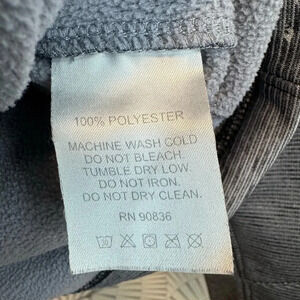 100% POLYESTER
MACHINE WASH COLD
DO NOT BLEACH.
TUMBLE DRY LOW.
DO NOT IRON.
DO NOT DRY CLEAN.
RN 90836